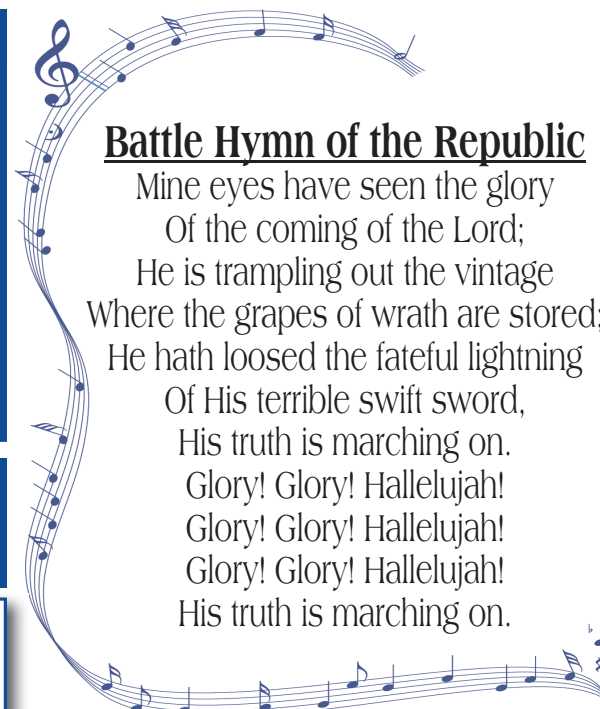 Battle Hymn of the Republic
Mine eyes have seen the glory
Of the coming of the Lord;
He is trampling out the vintage
Where the grapes of wrath are stored;
He hath loosed the fateful lightning
Of His terrible swift sword,
His truth is marching on.
Glory! Glory! Hallelujah!
Glory! Glory! Hallelujah!
Glory! Glory! Hallelujah!
His truth is marching on.